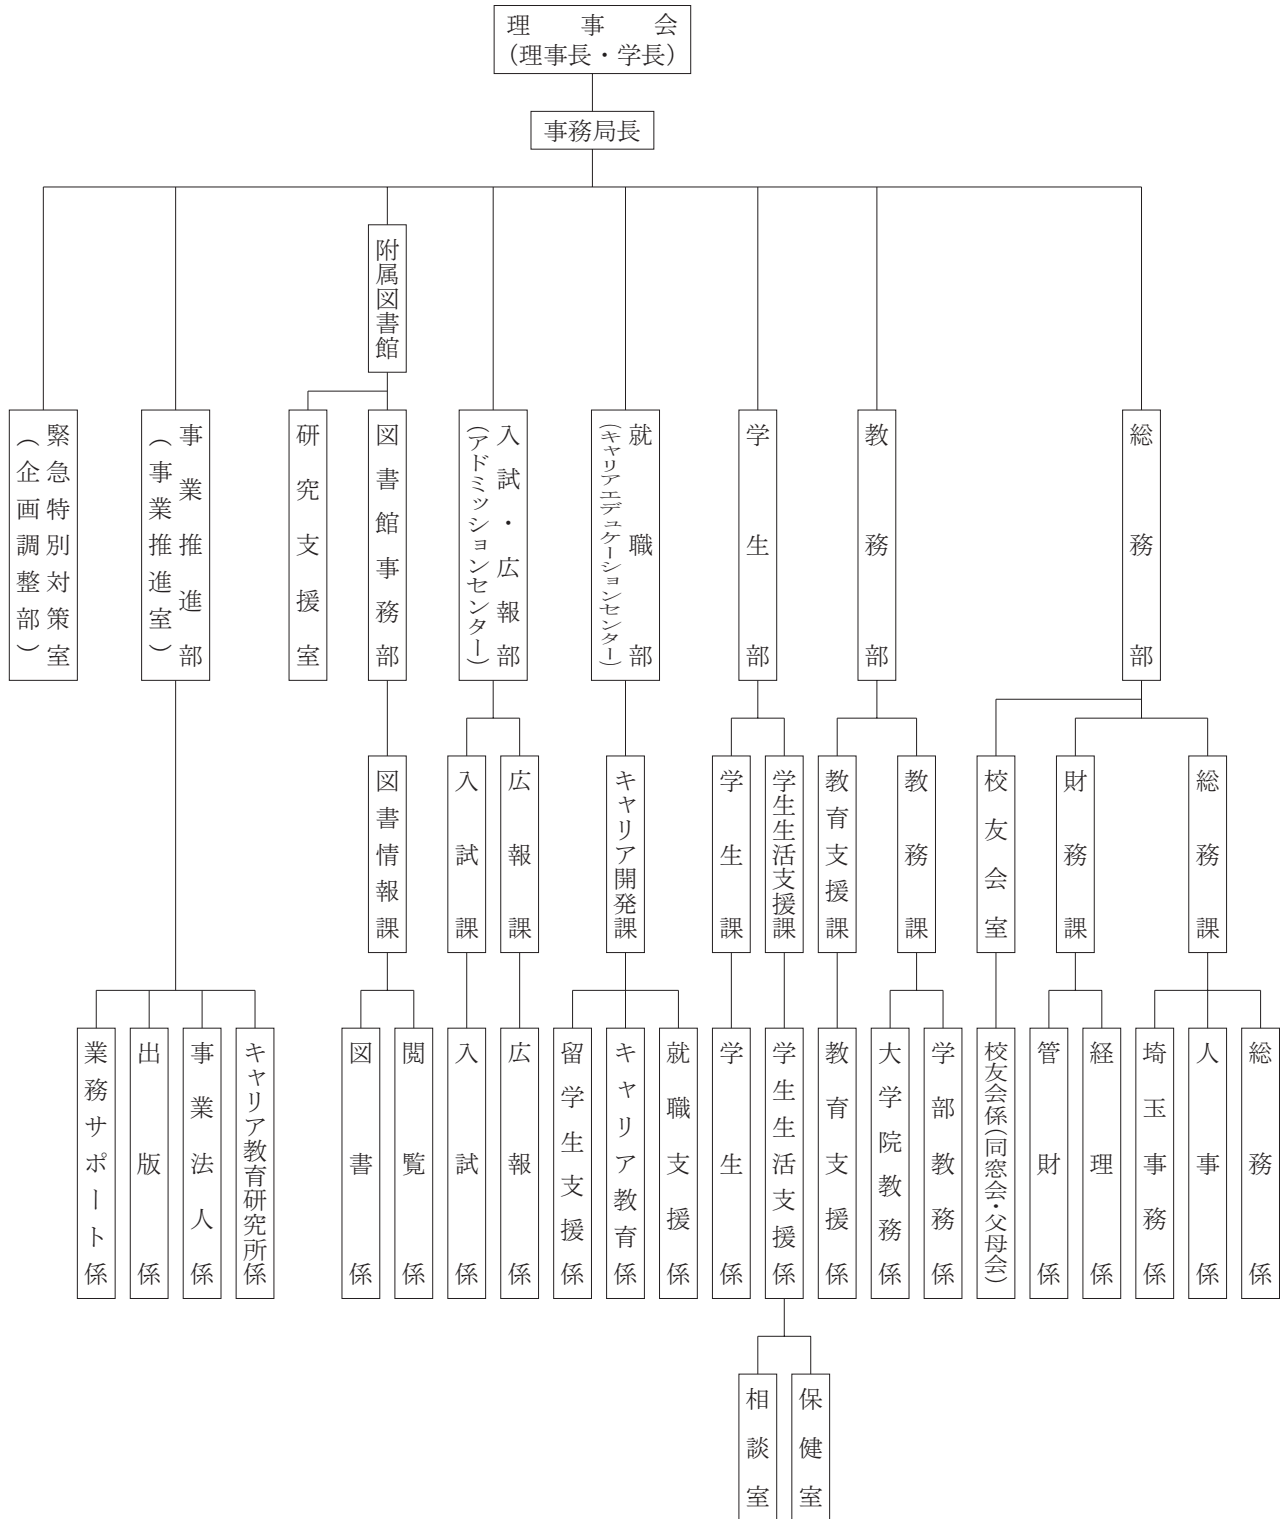 理事会
（理事長・学長）
事務局長
附属図書館
総務部
教務部
学生部
就職部
（キャリアエデュケーションセンター）
入試・広報部
（アドミッションセンター）
図書館事務部
研究支援室
事業推進部
（事業推進室）
緊急特別対策室
（企画調整部）
総務課
財務課
校友会室
教務課
教育支援課
学生生活支援課
学生課
キャリア開発課
広報課
入試課
図書情報課
総務係
人事係
埼玉事務係
経理係
管財係
校友会係（同窓会・父母会）
学部教務係
大学院教務係
教育支援係
学生生活支援係
学生係
就職支援係
キャリア教育係
留学生支援係
広報係
入試係
閲覧係
図書係
キャリア教育研究所係
事業法人係
出版係
業務サポート係
保健室
相談室